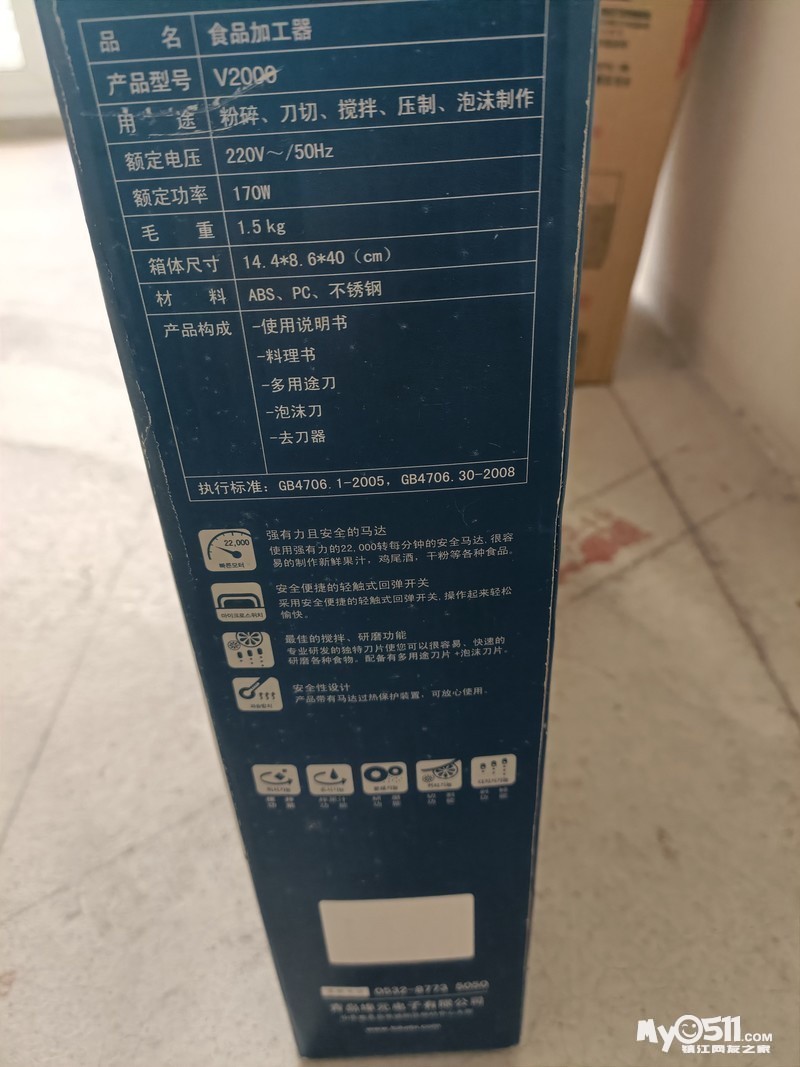 品 名 食品加工器
产品型号 V2000
用 途 粉碎、刀切、搅拌、压制、泡沫制作
额定电压 220V～/50Hz
额定功率 170W
毛 重 1.5kg
箱体尺寸 14.4*8.6*40（cm）
材 料 ABS、PC、不锈钢
产品构成 -使用说明书
-料理书
-多用途刀
-泡沫刀
-去刀器
执行标准：GB4706.1-2005，GB4706.30-2008
22,000
强有力且安全的马达
使用强有力的22,000转每分钟的安全马达，很容
易的制作新鲜果汁，鸡尾酒，干粉等各种食品。
安全便捷的轻触式回弹开关
采用安全便捷的轻触式回弹开关，操作起来轻松
愉快。
最佳的搅拌、研磨功能
专业研发的独特刀片使您可以很容易、快速的
研磨各种食物。配备有多用途刀片+泡沫刀片。
安全性设计
产品带有马达过热保护装置，可放心使用。
0532-8773 5050
电子有限公司
My0511.COM
镇江网友之家